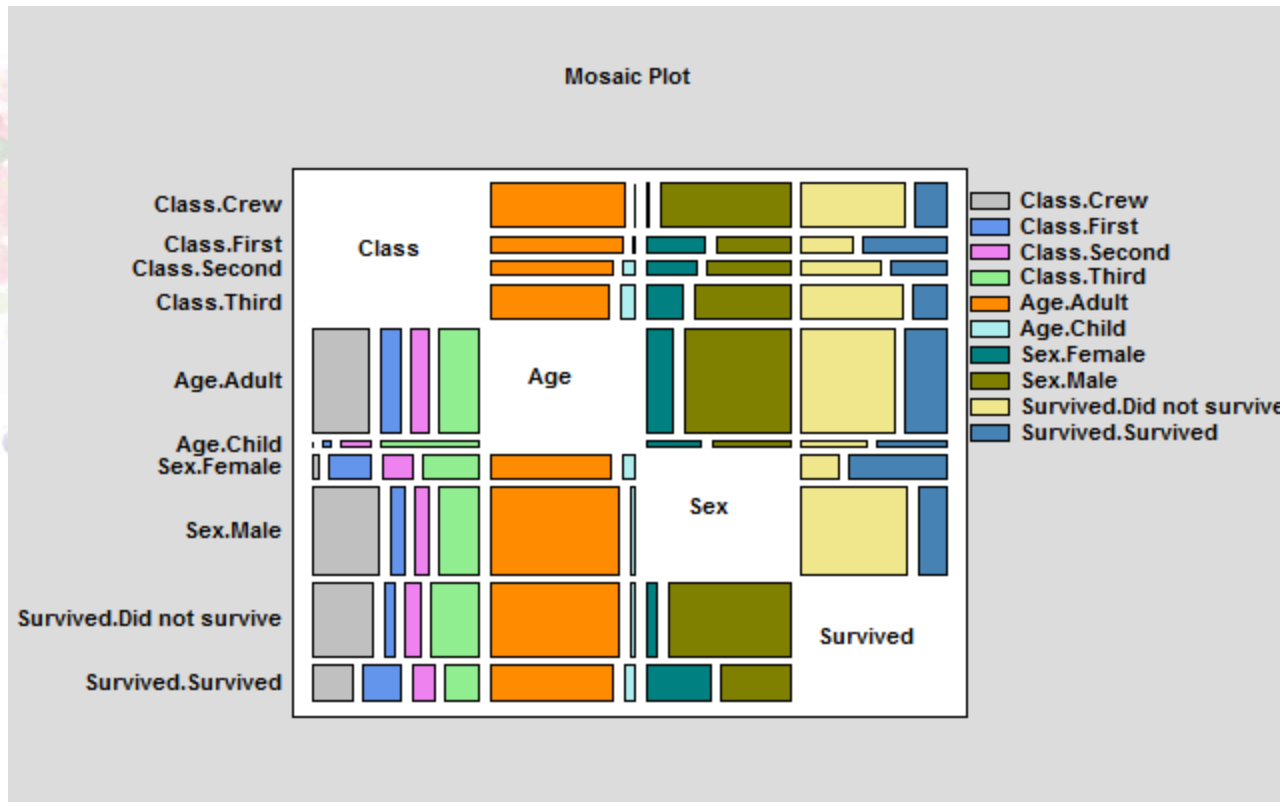 Mosaic Plot
Class.Crew
Class.First
Class.Second
Class.Third
Age.Adult
Age.Child
Sex.Female
Sex.Male
Survived.Did not survive
Survived.Survived
Class
Age
Sex
Survived
Class.Crew
Class.First
Class.Second
Class.Third
Age.Adult
Age.Child
Sex.Female
Sex.Male
Survived.Did not survive
Survived.Survived